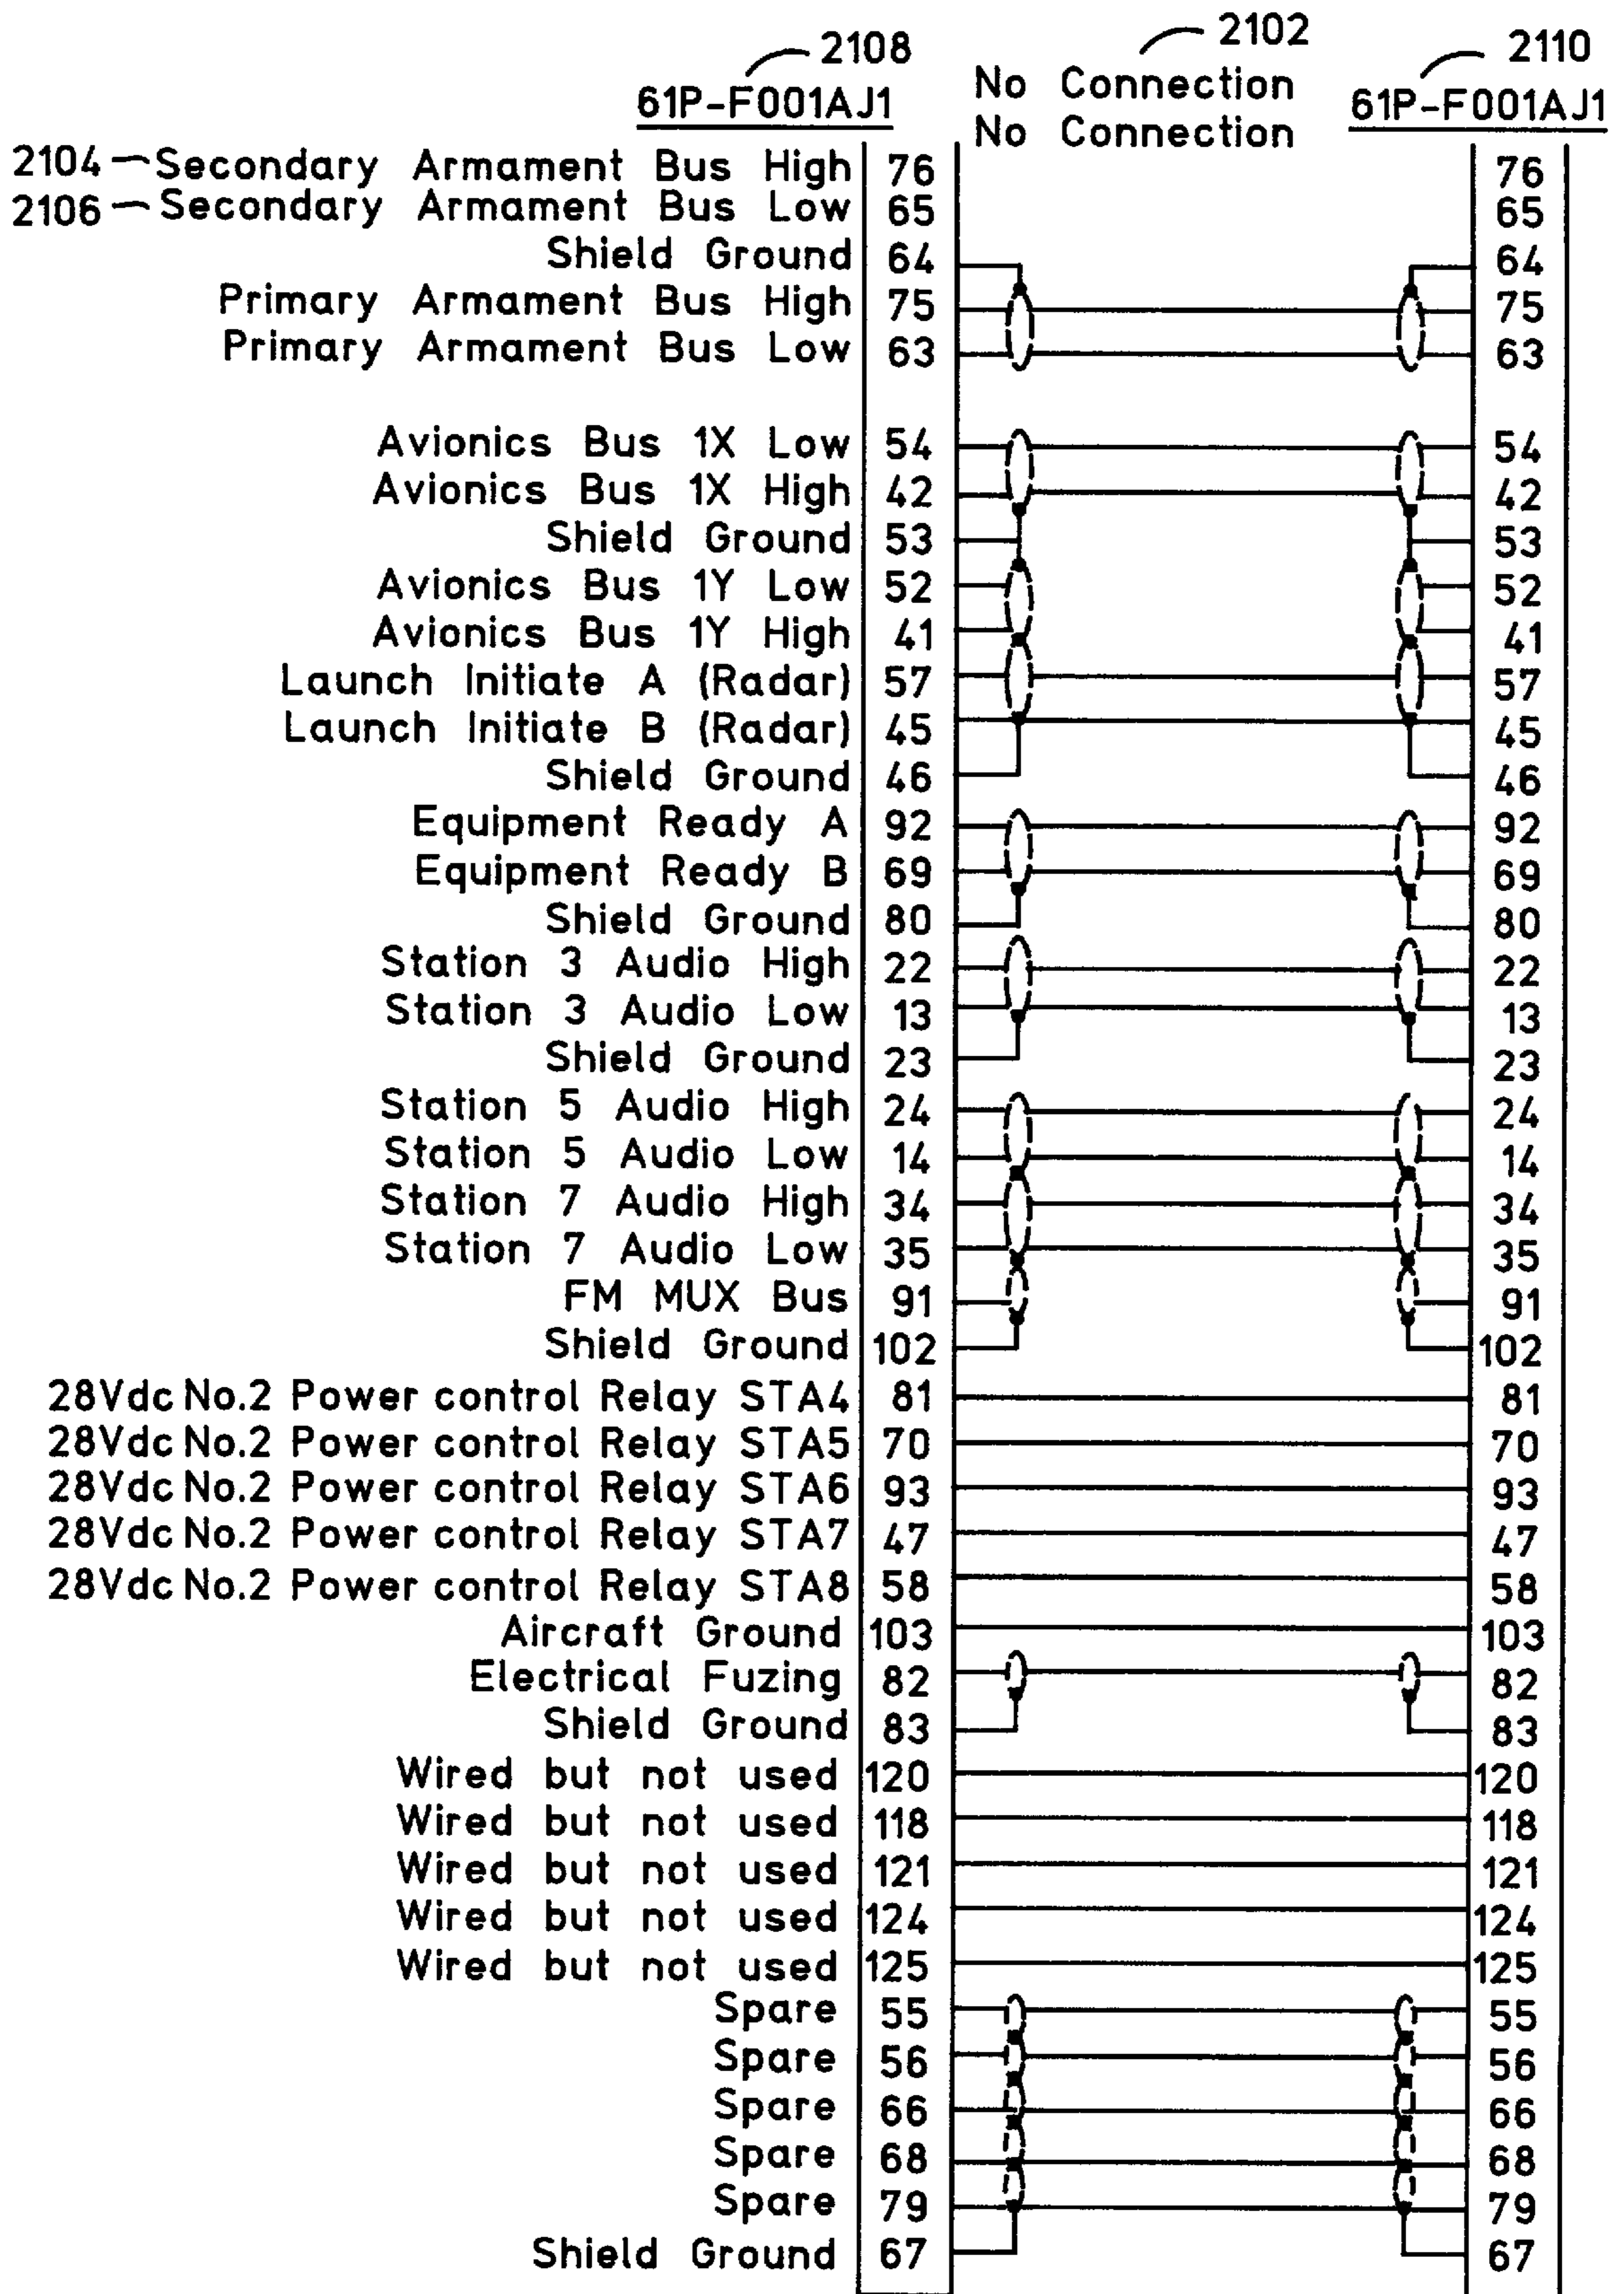 2108 2102 2110
61P-F001AJ1 No Connection 61P-F001AJ1
No Connection
2104 Secondary Armament Bus High 76 76
2106 Secondary Armament Bus Low 65 65
Shield Ground 64 64
Primary Armament Bus High 75 75
Primary Armament Bus Low 63 63
Avionics Bus 1X Low 54 54
Avionics Bus 1X High 42 42
Shield Ground 53 53
Avionics Bus 1Y Low 52 52
Avionics Bus 1Y High 41 41
Launch Initiate A (Radar) 57 57
Launch Initiate B (Radar) 45 45
Shield Ground 46 46
Equipment Ready A 92 92
Equipment Ready B 69 69
Shield Ground 80 80
Station 3 Audio High 22 22
Station 3 Audio Low 13 13
Shield Ground 23 23
Station 5 Audio High 24 24
Station 5 Audio Low 14 14
Station 7 Audio High 34 34
Station 7 Audio Low 35 35
FM MUX Bus 91 91
Shield Ground 102 102
28Vdc No.2 Power control Relay STA4 81 81
28Vdc No.2 Power control Relay STA5 70 70
28Vdc No.2 Power control Relay STA6 93 93
28Vdc No.2 Power control Relay STA7 47 47
28Vdc No.2 Power control Relay STA8 58 58
Aircraft Ground 103 103
Electrical Fuzing 82 82
Shield Ground 83 83
Wired but not used 120 120
Wired but not used 118 118
Wired but not used 121 121
Wired but not used 124 124
Wired but not used 125 125
Spare 55 55
Spare 56 56
Spare 66 66
Spare 68 68
Spare 79 79
Shield Ground 67 67